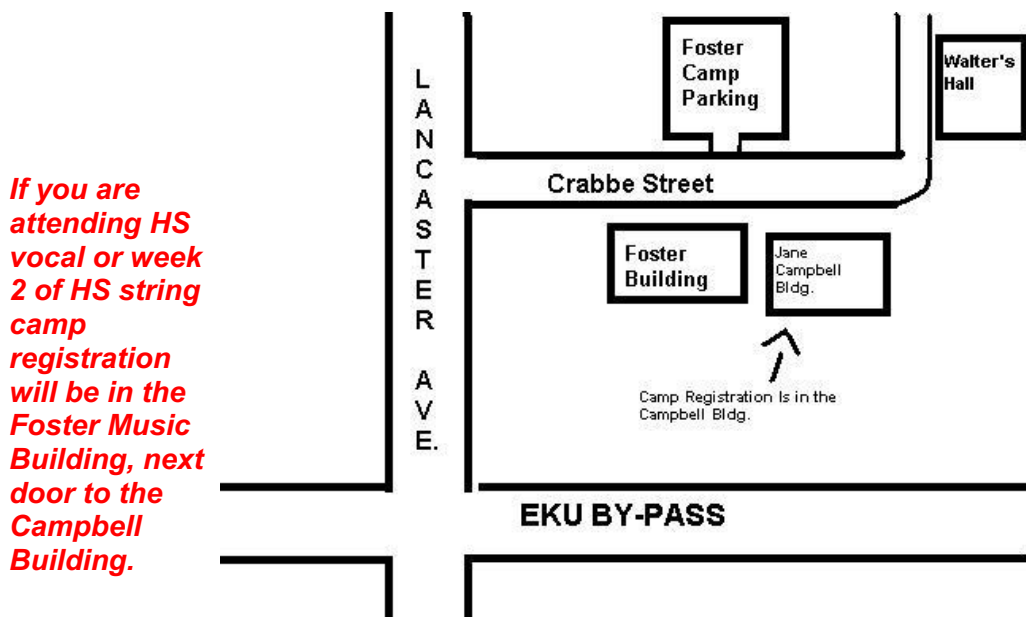 If you are
attending HS
vocal or week
2 of HS string
camp
registration
will be in the
Foster Music
Building, next
door to the
Campbell
Building.
LANCASTER AVE.
Foster
Camp
Parking
Walter's
Hall
Crabbe Street
Foster
Building
Jane
Campbell
Bldg.
Camp Registration Is in the
Campbell Bldg.
EKU BY-PASS